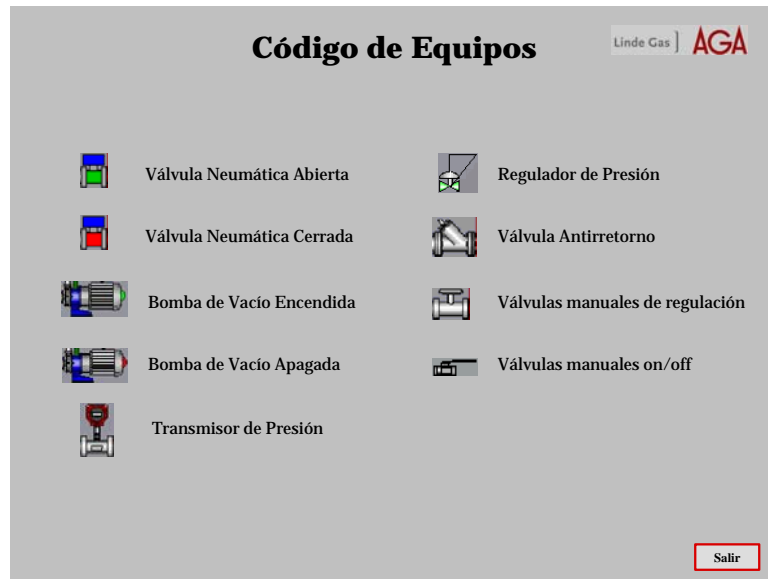 Código de Equipos
Linde Gas
AGA
Válvula Neumática Abierta
Regulador de Presión
Válvula Neumática Cerrada
Válvula Antirretorno
Bomba de Vacío Encendida
Válvulas manuales de regulación
Bomba de Vacío Apagada
Válvulas manuales on/off
Transmisor de Presión
Salir